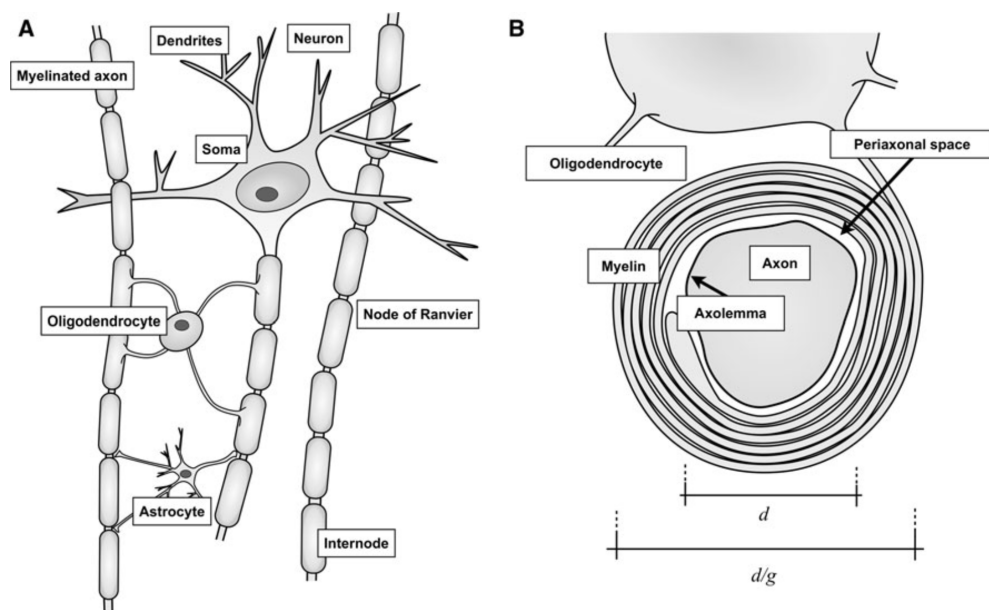 A
Dendrites
Neuron
Myelinated axon
Soma
Oligodendrocyte
Node of Ranvier
Astrocyte
Internode
B
Periaxonal space
Oligodendrocyte
Myelin
Axon
Axolemma
d
d/g